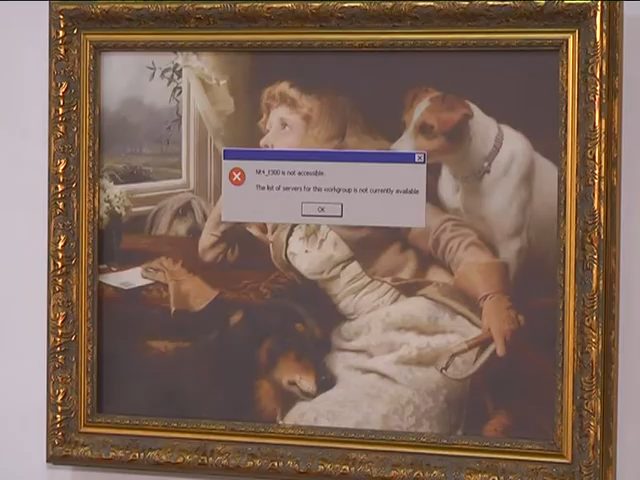 is not accessible.
The list of servers for this workgroup is not currently available
OK